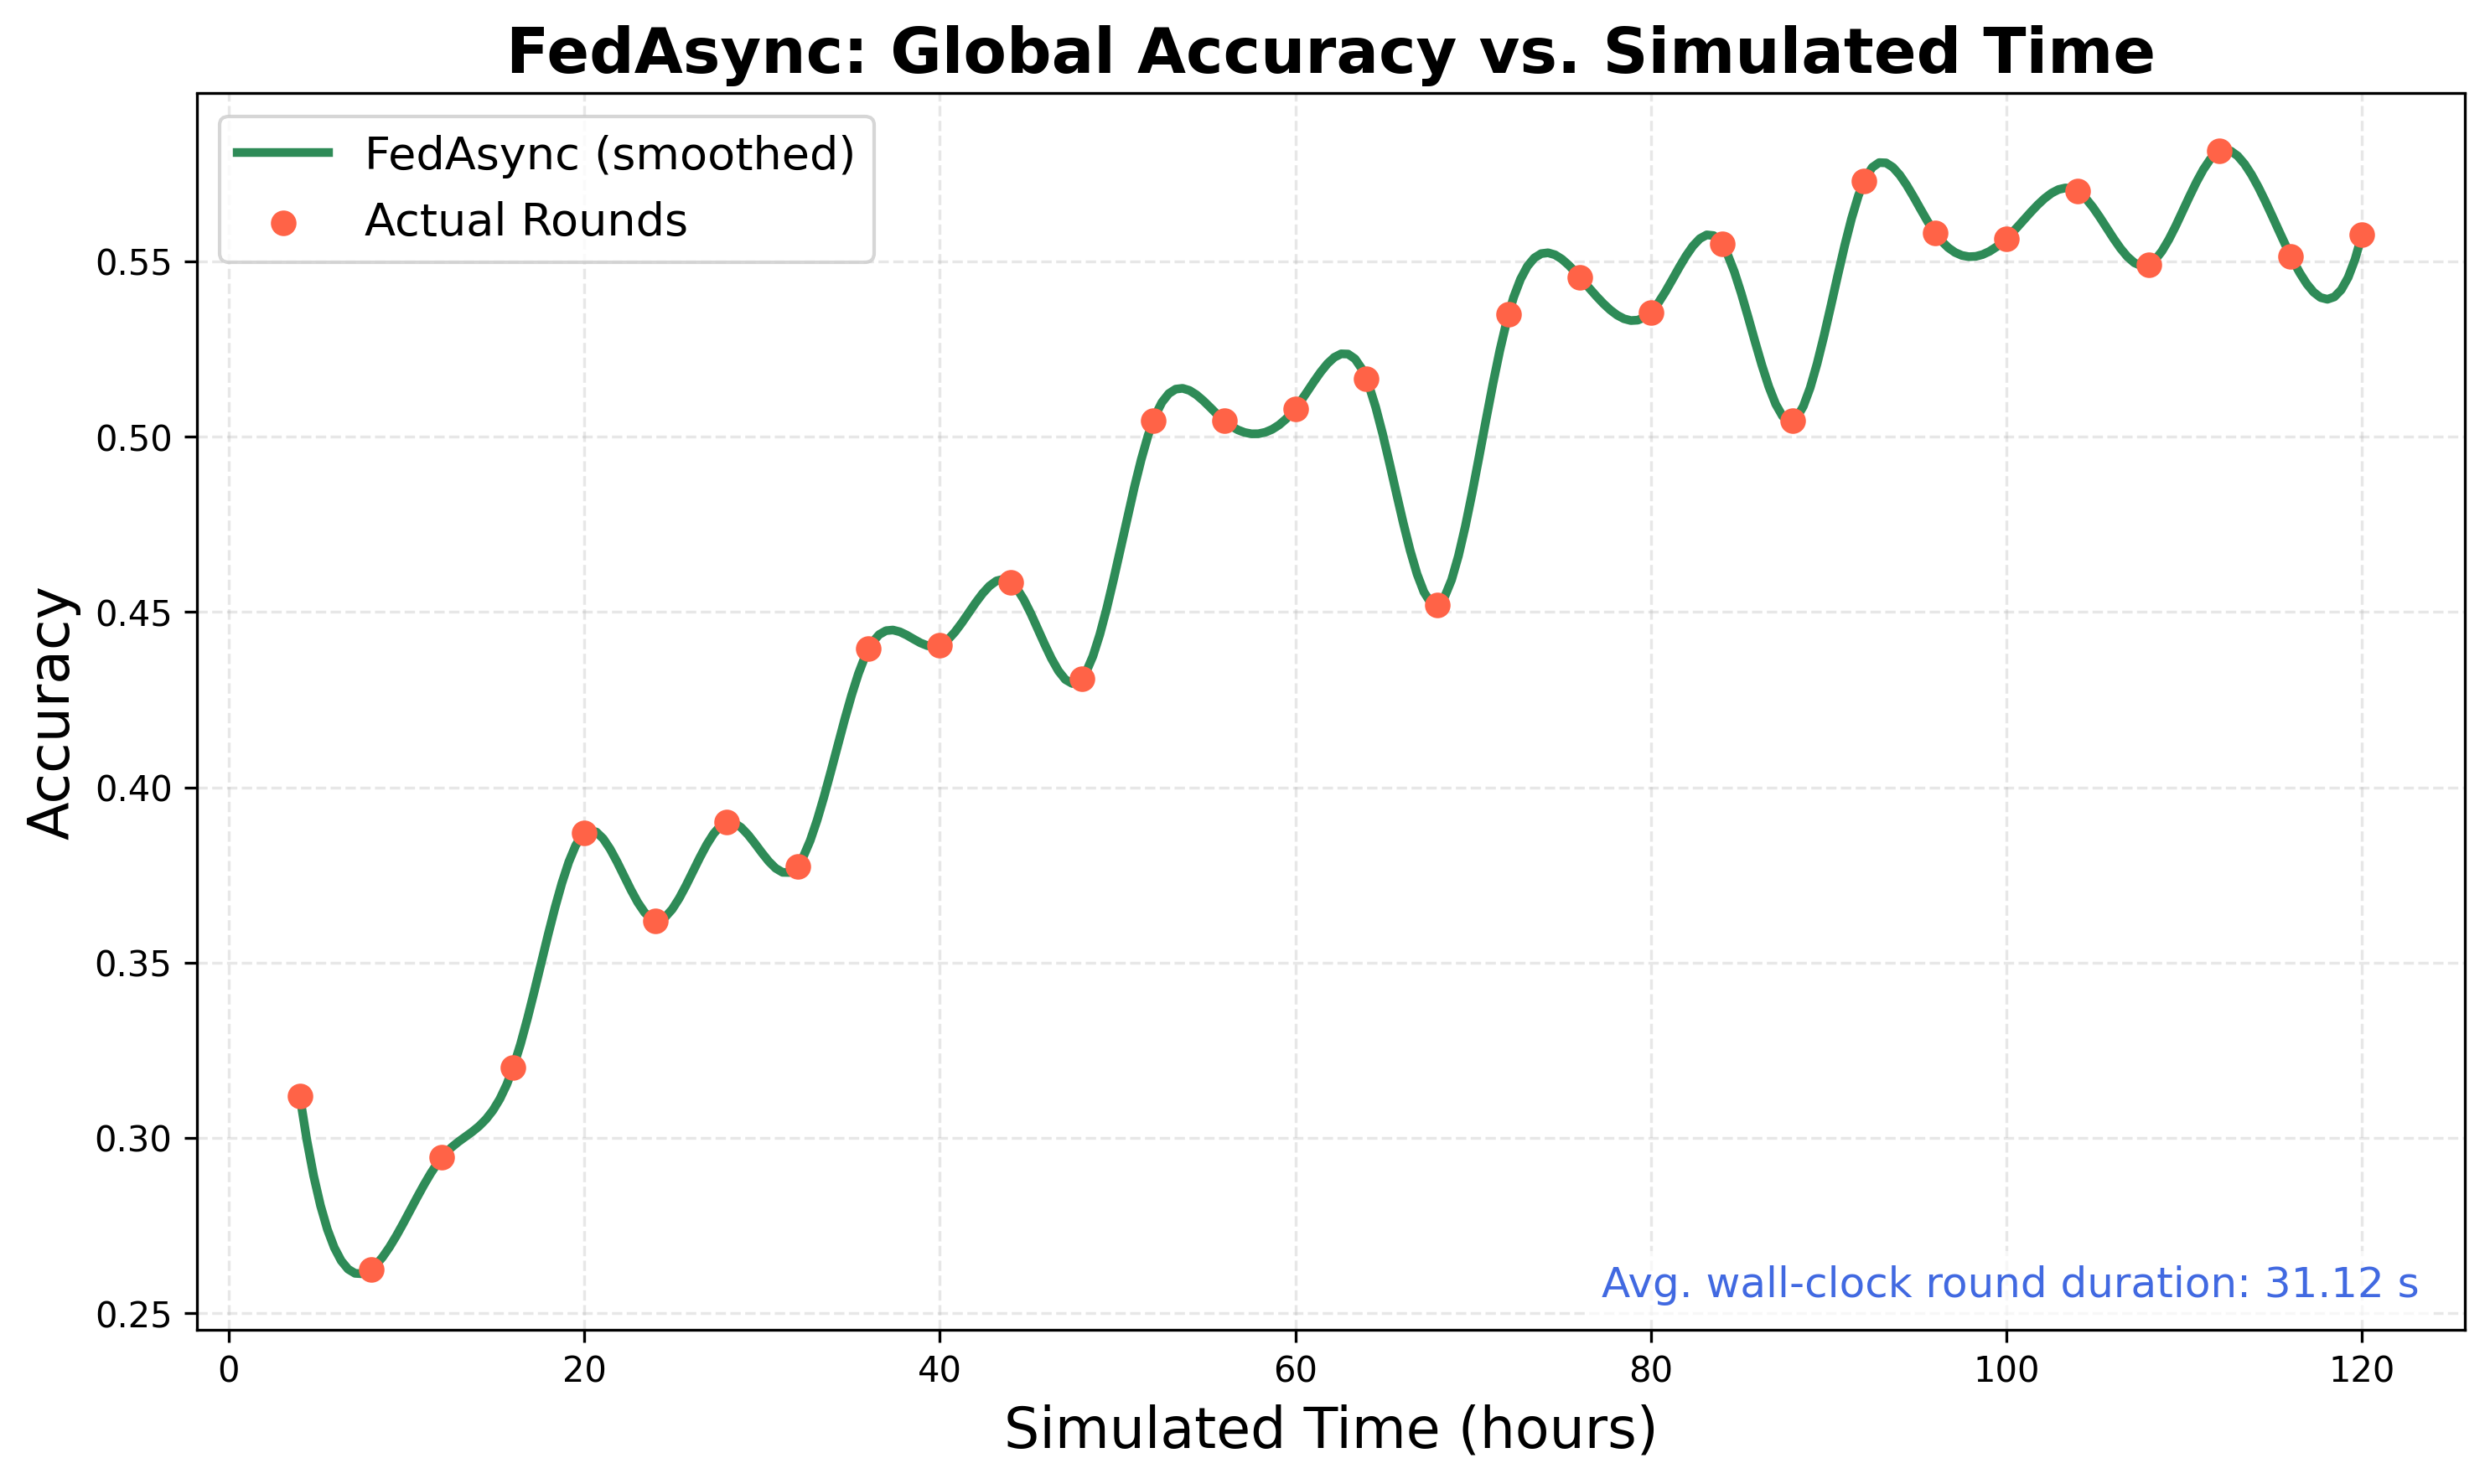 FedAsync: Global Accuracy vs. Simulated Time
FedAsync (smoothed)
Actual Rounds
Accuracy
0.55
0.50
0.45
0.40
0.35
0.30
0.25
Avg. wall-clock round duration: 31.12 s
0 20 40 60 80 100 120
Simulated Time (hours)